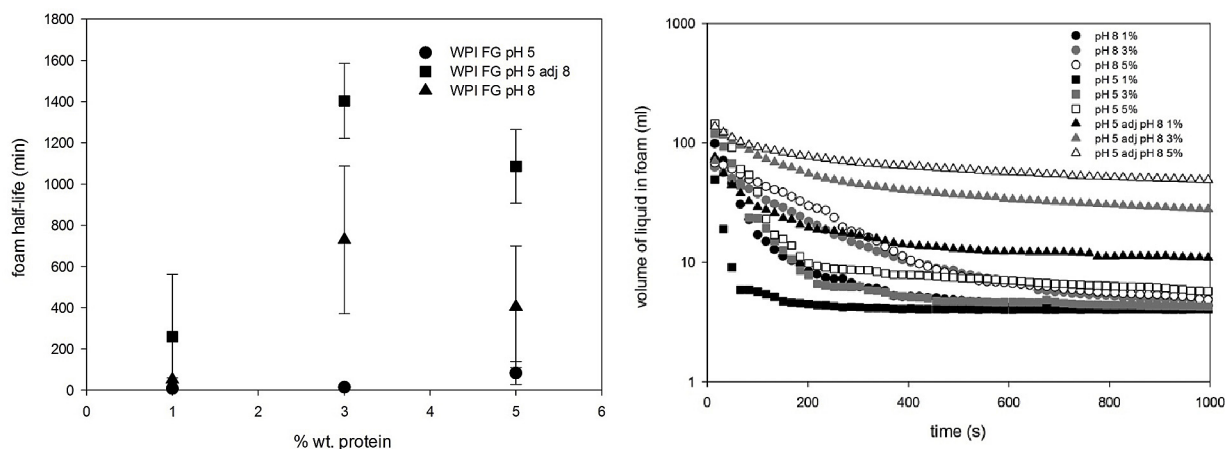 1800
1600
1400
1200
1000
800
600
400
200
0
foam half-life (min)
WPI FG pH 5
WPI FG pH 5 adj 8
WPI FG pH 8
0 1 2 3 4 5 6
% wt. protein
1000
100
10
1
volume of liquid in foam (ml)
pH 8 1%
pH 8 3%
pH 8 5%
pH 5 1%
pH 5 3%
pH 5 5%
pH 5 adj pH 8 1%
pH 5 adj pH 8 3%
pH 5 adj pH 8 5%
0 200 400 600 800 1000
time (s)